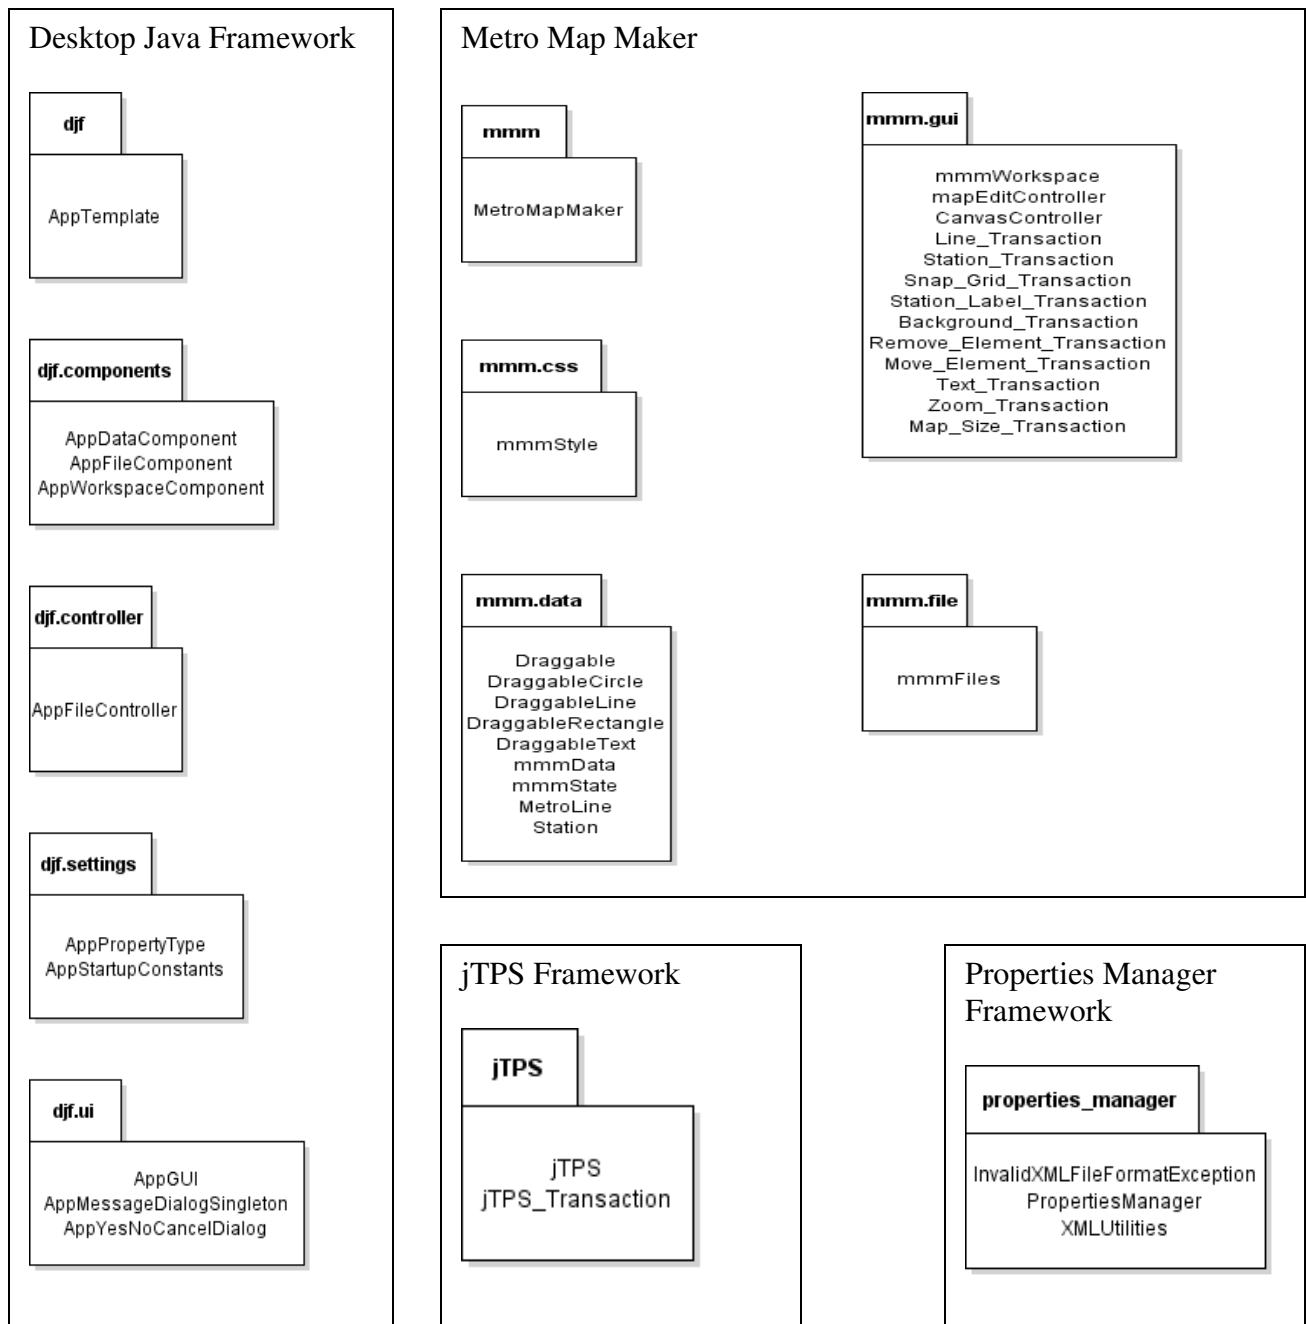 Desktop Java Framework
djf
AppTemplate
djf.components
AppDataComponent
AppFileComponent
AppWorkspaceComponent
djf.controller
AppFileController
djf.settings
AppPropertyType
AppStartupConstants
djf.ui
AppGUI
AppMessageDialogSingleton
AppYesNoCancelDialog
Metro Map Maker
mmm
MetroMapMaker
mmm.gui
mmmWorkspace
mapEditController
CanvasController
Line_Transaction
Station_Transaction
Snap_Grid_Transaction
Station_Label_Transaction
Background_Transaction
Remove_Element_Transaction
Move_Element_Transaction
Text_Transaction
Zoom_Transaction
Map_Size_Transaction
mmm.css
mmmStyle
mmm.data
Draggable
DraggableCircle
DraggableLine
DraggableRectangle
DraggableText
mmmData
mmmState
MetroLine
Station
mmm.file
mmmFiles
jTPS Framework
jTPS
jTPS
jTPS_Transaction
Properties Manager
Framework
properties_manager
InvalidXMLFileFormatException
PropertiesManager
XMLUtilities